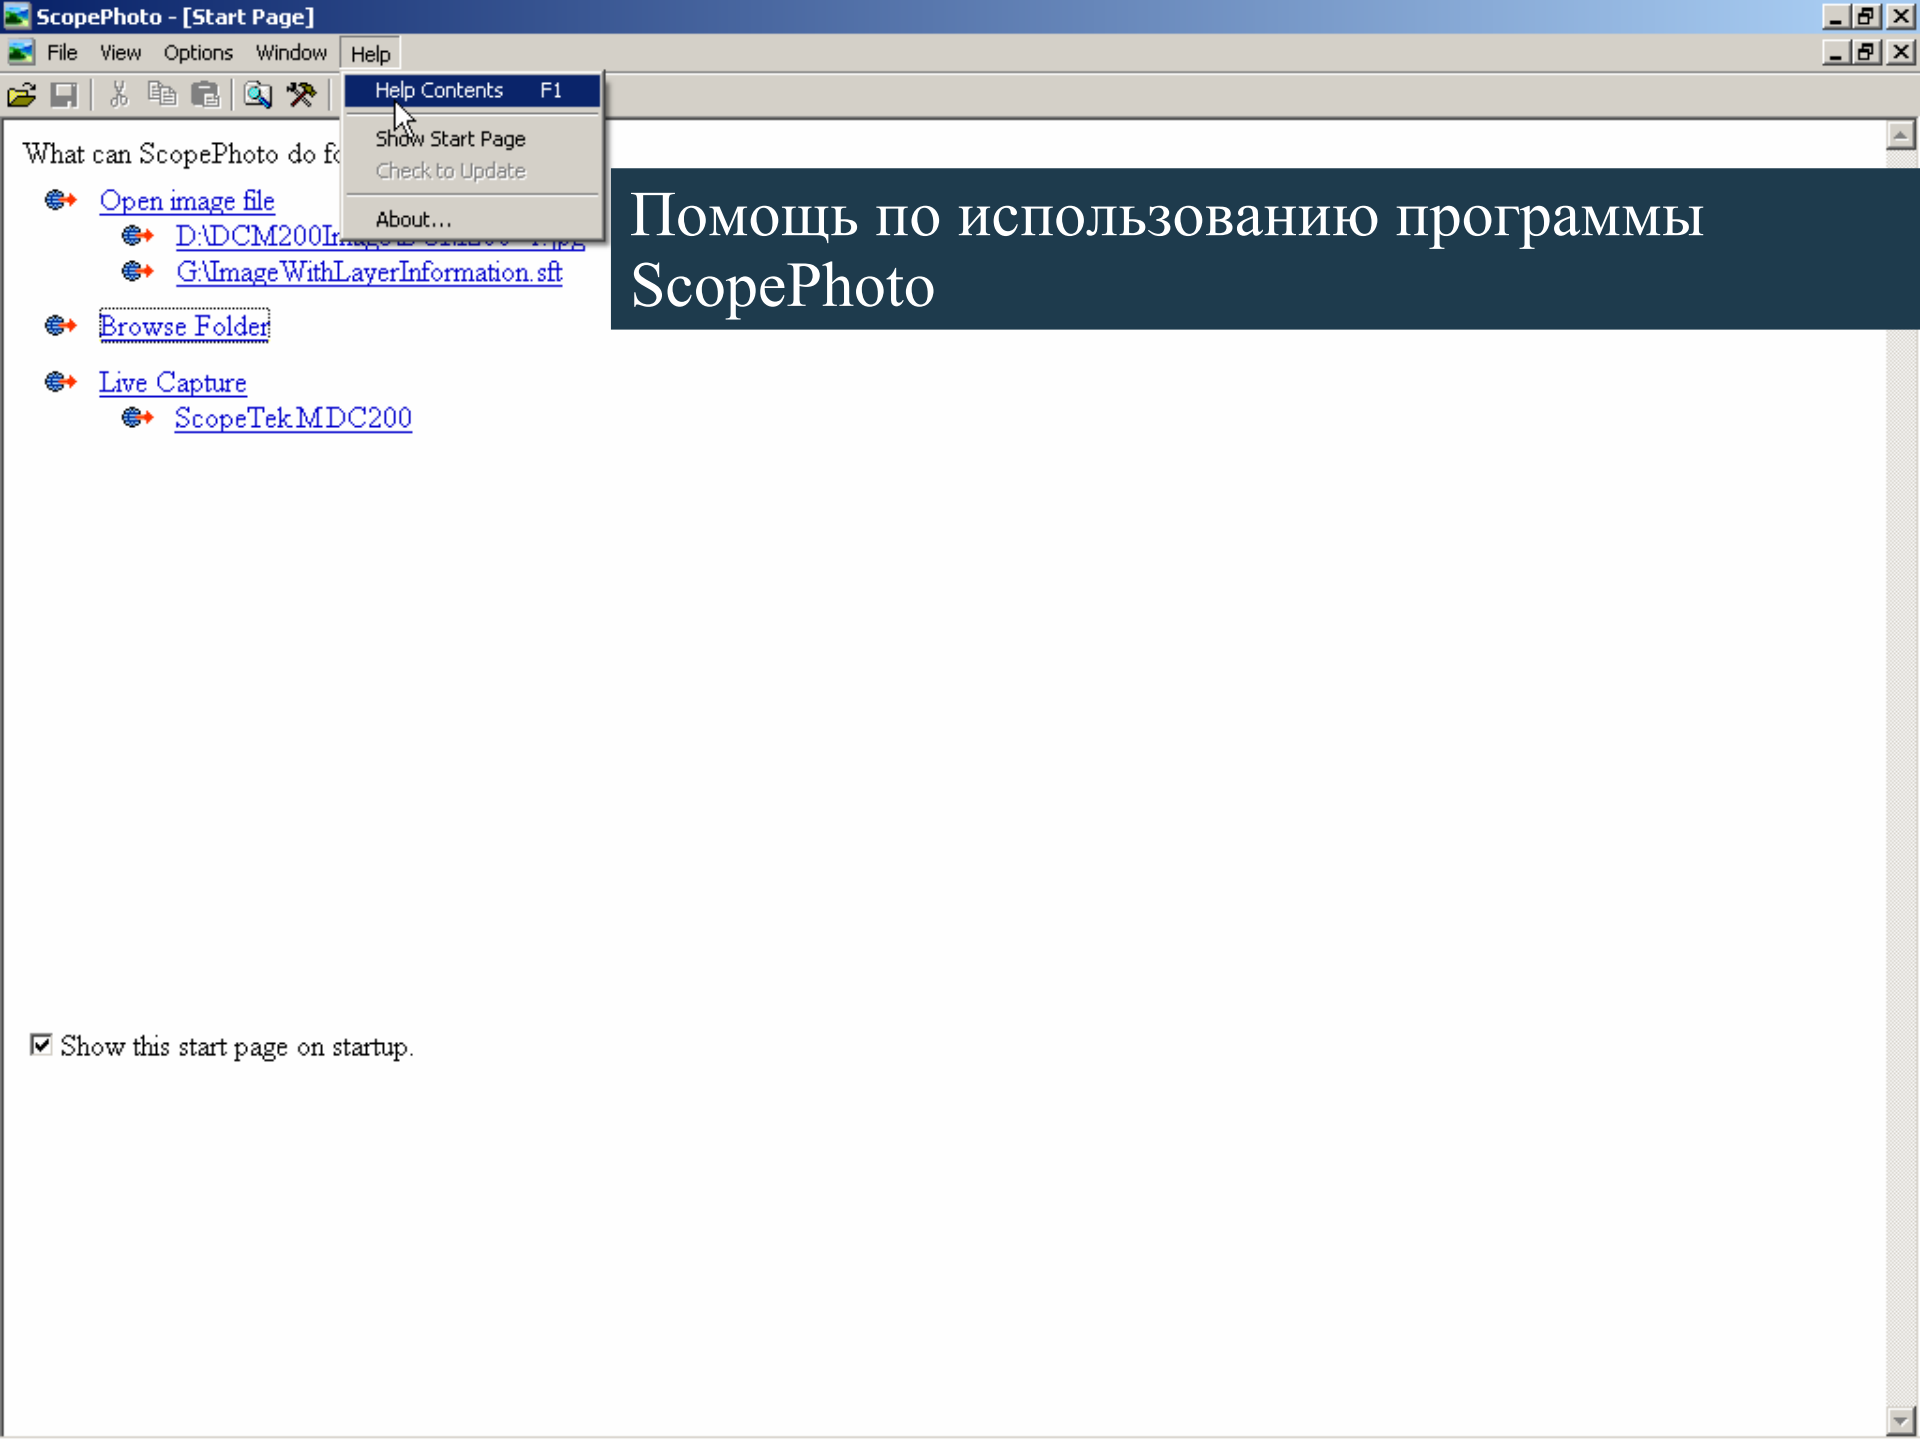 ScopePhoto - [Start Page]
File View Options Window Help
Help Contents F1
Show Start Page
Check to Update
About...
What can ScopePhoto do
Open image file
G:\ImageWithLayerInformation.sft
Browse Folder
Live Capture
ScopeTek MDC200
Помощь по использованию программы
ScopePhoto
Show this start page on startup.